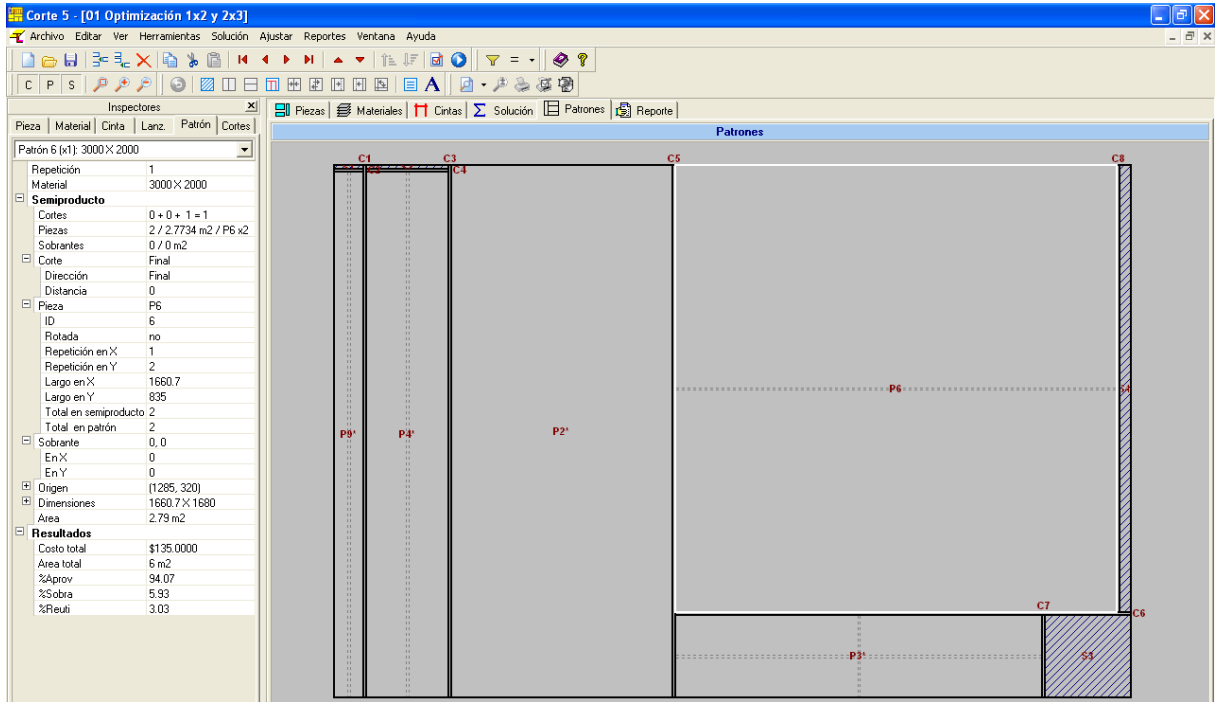 Corte 5 - [01 Optimización 1x2 y 2x3]
Archivo Editar Ver Herramientas Solución Ajustar Reportes Ventana Ayuda
C P S
A
Inspectores
Pieza Material Cinta Lanz. Patrón Cortes
Patrón 6 (x1): 3000 X 2000
Repetición 1
Material 3000 X 2000
Semiproducto
Cortes 0 + 0 + 1 = 1
Piezas 2 / 2.7734 m2 / P6 x2
Sobrantes 0 / 0 m2
Corte Final
Dirección Final
Distancia 0
Pieza P6
ID 6
Rotada no
Repetición en X 1
Repetición en Y 2
Largo en X 1660.7
Largo en Y 835
Total en semiproducto 2
Total en patrón 2
Sobrante 0, 0
En X 0
En Y 0
Origen (1285, 320)
Dimensiones 1660.7 X 1680
Area 2.79 m2
Resultados
Costo total $135.0000
Area total 6 m2
%Aprov 94.07
%Sobra 5.93
%Reuti 3.03
Piezas Materiales Cintas Solución Patrones Reporte
Patrones
C1 C3 C5 C8
C4
P6
P9* P4* P2*
C7
C6
P3* S3